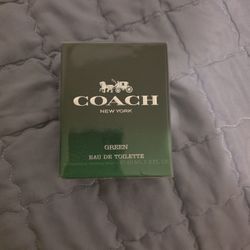 COACH
NEW YORK
GREEN
EAU DE TOILETTE